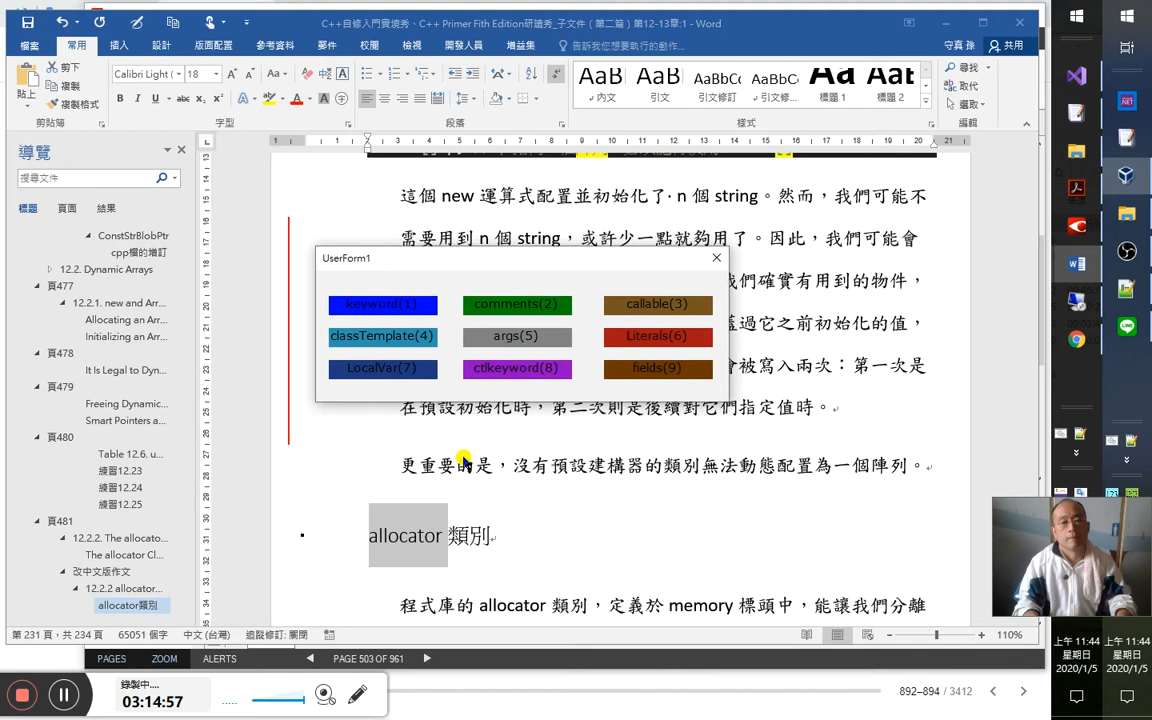 C++自修入門實境秀、C++ Primer Fith Edition研讀秀_子文件（第二篇）第12-13章:1 - Word
檔案 常用 插入 設計 版面配置 參考資料 郵件 校閱 檢視 開發人員 增益集 告訴我您想要執行的動作... 守真 孫 共用
貼上 剪下 複製 複製格式
Calibri Light ( 18
AaB AaB AaBbCc AaBbCc AaB Aab
內文 引文 引文修訂 引文修... 標題 1 標題 2
尋找 取代 選取
剪貼簿 字型 段落 樣式 編輯
導覽
搜尋文件
標題 頁面 結果
ConstStrBlobPtr
cpp檔的增訂
12.2. Dynamic Arrays
頁477
12.2.1. new and Arr...
Allocating an Arr...
Initializing an Arr...
頁478
It Is Legal to Dyn...
頁479
Freeing Dynamic...
Smart Pointers a...
頁480
Table 12.6. u...
練習12.23
練習12.24
練習12.25
頁481
12.2.2. The allocato...
The allocator Cl...
改中文版作文
12.2.2 allocator...
allocator類別
這個 new 運算式配置並初始化了 n 個 string。然而，我們可能不
需要用到 n 個 string，或許少一點就夠用了。因此，我們可能會
們確實有用到的物件，
蓋過它之前初始化的值，
會被寫入兩次：第一次是
在預設初始化時，第二次則是後續對它們指定值時。
更重要的是，沒有預設建構器的類別無法動態配置為一個陣列。
allocator 類別
程式庫的 allocator 類別，定義於 memory 標頭中，能讓我們分離
UserForm1
keyword(1) comments(2) callable(3)
classTemplate(4) args(5) Literals(6)
LocalVar(7) ctlkeyword(8) fields(9)
第 231 頁，共 234 頁 65051 個字 中文 (台灣) 追蹤修訂: 關閉 110%
PAGES ZOOM ALERTS PAGE 503 OF 961
錄製中....
03:14:57
892–894 / 3412
上午 11:44
星期日
2020/1/5
上午 11:44
星期日
2020/1/5